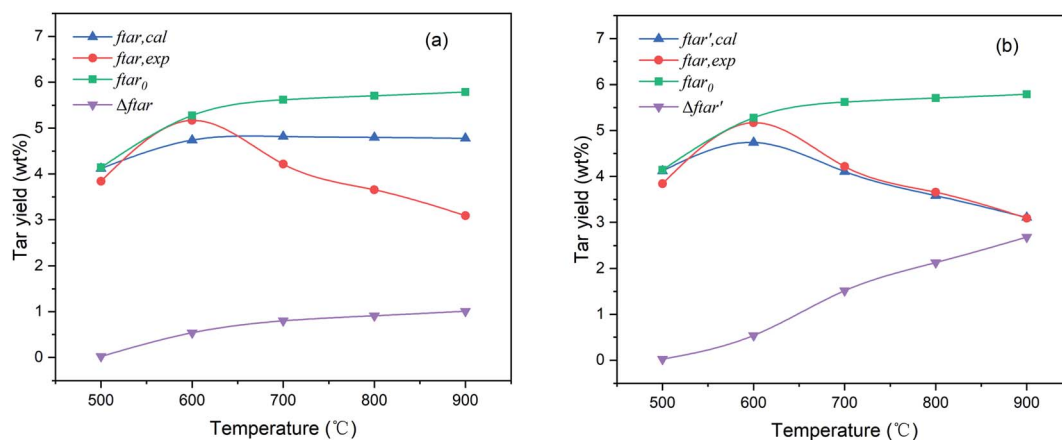 (a)
ftar,cal
ftar,exp
ftar0
Δftar
7
6
5
4
3
2
1
0
Tar yield (wt%)
500 600 700 800 900
Temperature (℃)
(b)
ftar',cal
ftar,exp
ftar0
Δftar'
7
6
5
4
3
2
1
0
Tar yield (wt%)
500 600 700 800 900
Temperature (℃)